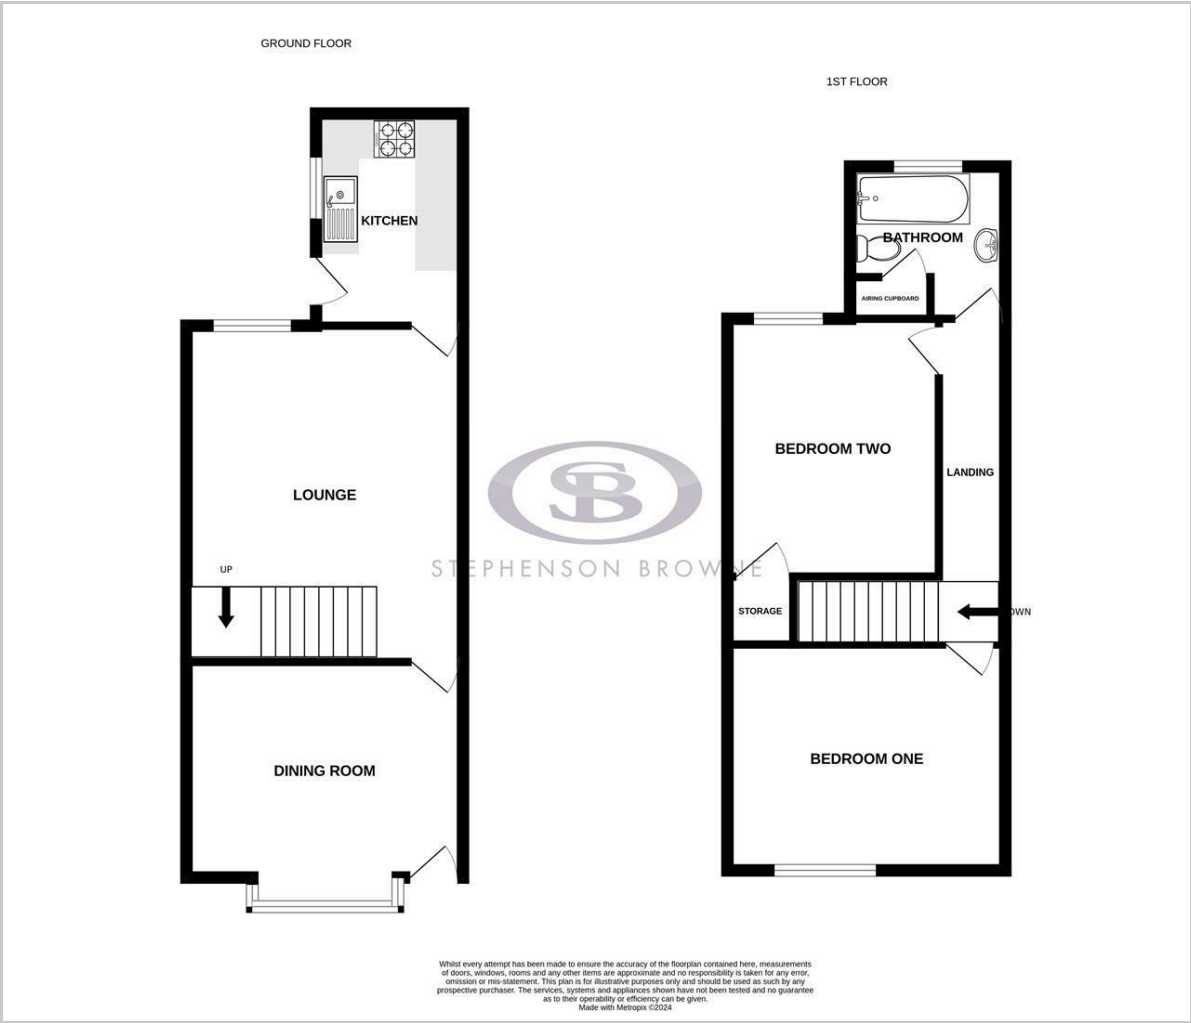 GROUND FLOOR
KITCHEN
LOUNGE
UP
DINING ROOM
1ST FLOOR
BATHROOM
AIRING CUPBOARD
BEDROOM TWO
LANDING
STORAGE
OWN
BEDROOM ONE
SB
STEPHENSON BROWNE
Whilst every attempt has been made to ensure the accuracy of the floorplan contained here, measurements
of doors, windows, rooms and any other items are approximate and no responsibility is taken for any error,
omission or mis-statement. This plan is for illustrative purposes only and should be used as such by any
prospective purchaser. The services, systems and appliances shown have not been tested and no guarantee
as to their operability or efficiency can be given.
Made with Metropix ©2024